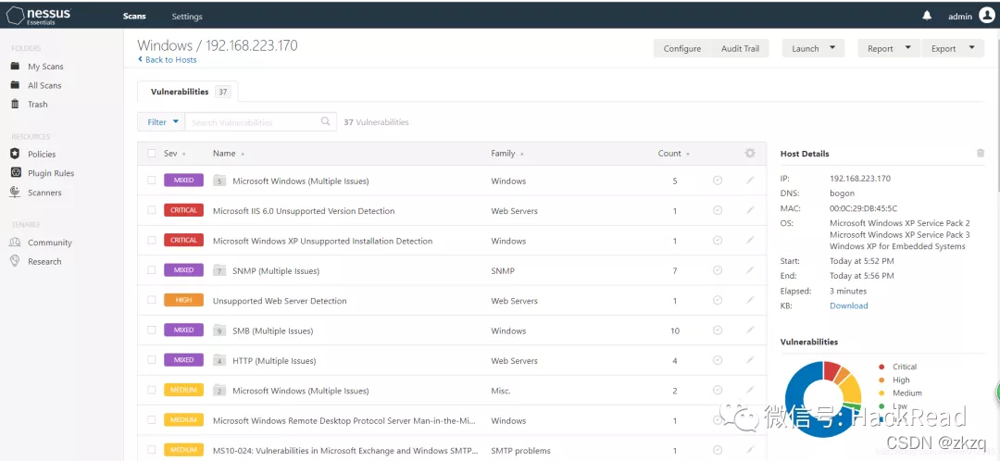 nessus
Essentials
Scans
Settings
admin
FOLDERS
My Scans
All Scans
Trash
RESOURCES
Policies
Plugin Rules
Scanners
TENABLE
Community
Research
Windows / 192.168.223.170
Back to Hosts
Configure
Audit Trail
Launch
Report
Export
Vulnerabilities 37
Filter
Search Vulnerabilities
37 Vulnerabilities
Sev Name Family Count
MIXED 5 Microsoft Windows (Multiple Issues) Windows 5
CRITICAL Microsoft IIS 6.0 Unsupported Version Detection Web Servers 1
CRITICAL Microsoft Windows XP Unsupported Installation Detection Windows 1
MIXED 7 SNMP (Multiple Issues) SNMP 7
HIGH Unsupported Web Server Detection Web Servers 1
MIXED 9 SMB (Multiple Issues) Windows 10
MIXED 4 HTTP (Multiple Issues) Web Servers 4
MEDIUM 2 Microsoft Windows (Multiple Issues) Misc. 2
MEDIUM Microsoft Windows Remote Desktop Protocol Server Man-in-the-Mi... Windows 1
MEDIUM MS10-024: Vulnerabilities in Microsoft Exchange and Windows SMTP... SMTP problems 1
Host Details
IP: 192.168.223.170
DNS: bogon
MAC: 00:0C:29:DB:45:5C
OS: Microsoft Windows XP Service Pack 2
Microsoft Windows XP Service Pack 3
Windows XP for Embedded Systems
Start: Today at 5:52 PM
End: Today at 5:56 PM
Elapsed: 3 minutes
KB: Download
Vulnerabilities
Critical
High
Medium
Low
微信号: HackRead
CSDN @zkzq